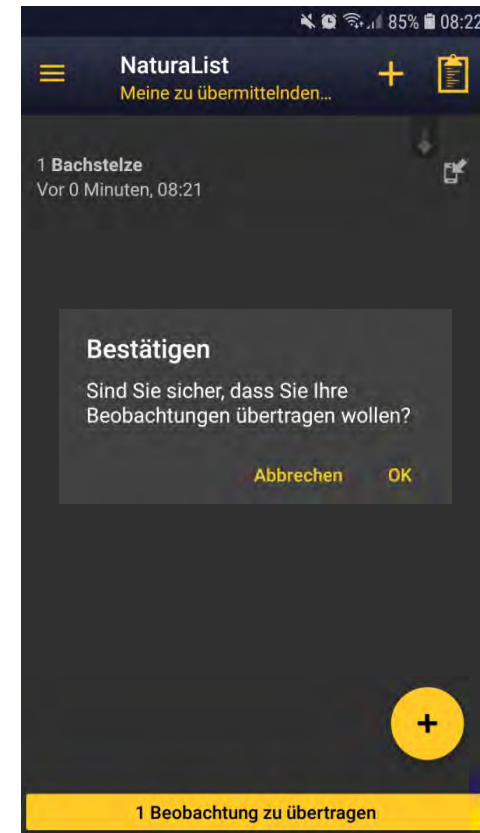 85% 08:22
NaturaList
Meine zu übermittelnden...
1 Bachstelze
Vor 0 Minuten, 08:21
Bestätigen
Sind Sie sicher, dass Sie Ihre
Beobachtungen übertragen wollen?
Abbrechen OK
1 Beobachtung zu übertragen